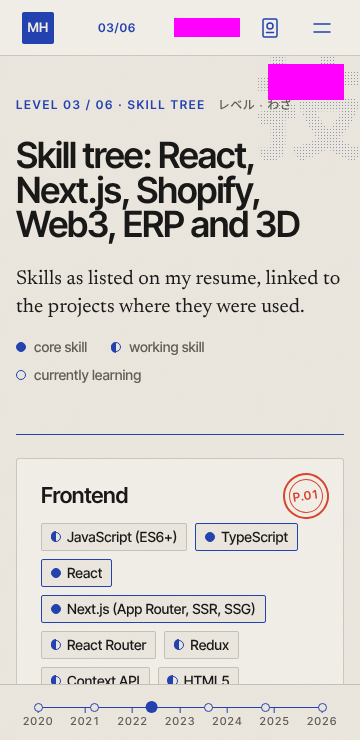 MH
03/06
LEVEL 03 / 06 · SKILL TREE レベル · わざ
Skill tree: React,
Next.js, Shopify,
Web3, ERP and 3D
Skills as listed on my resume, linked to
the projects where they were used.
core skill
working skill
currently learning
Frontend
P.01
JavaScript (ES6+)
TypeScript
React
Next.js (App Router, SSR, SSG)
React Router
Redux
Context API
HTML5
2020 2021 2022 2023 2024 2025 2026